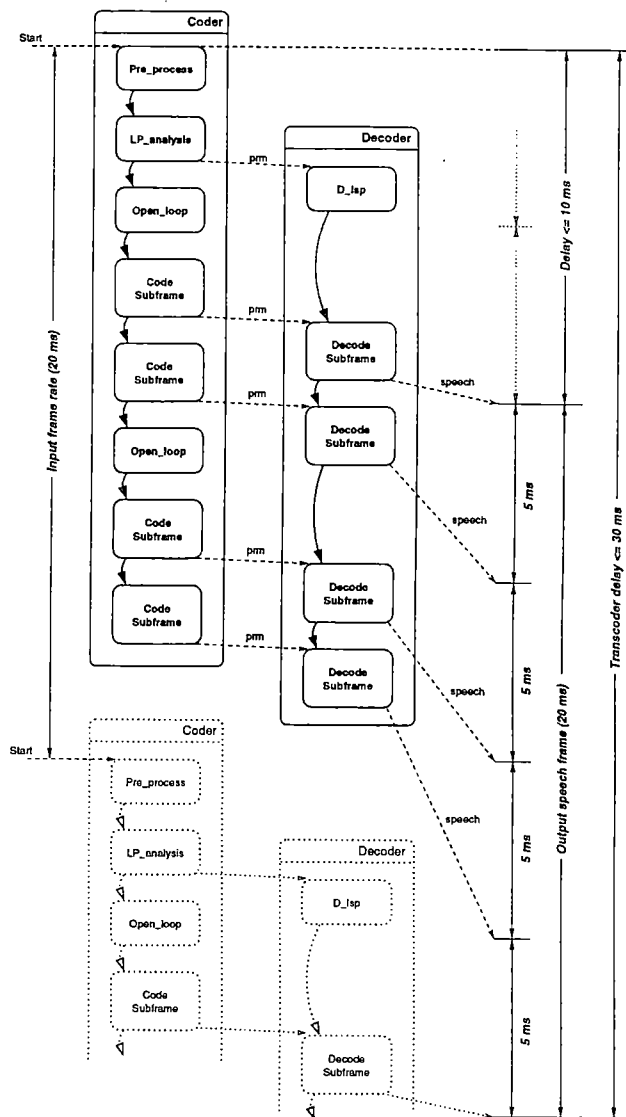 Coder
Start
Pre_process
LP_analysis
Open_loop
Code
Subframe
Code
Subframe
Open_loop
Code
Subframe
Code
Subframe
Input frame rate (20 ms)
prm
prm
prm
prm
prm
Decoder
D_lsp
Decode
Subframe
Decode
Subframe
Decode
Subframe
Decode
Subframe
speech
speech
speech
speech
Delay <= 10 ms
5 ms
5 ms
5 ms
5 ms
Output speech frame (20 ms)
Transcoder delay <= 30 ms
Coder
Start
Pre_process
LP_analysis
Open_loop
Code
Subframe
Decoder
D_lsp
Decode
Subframe